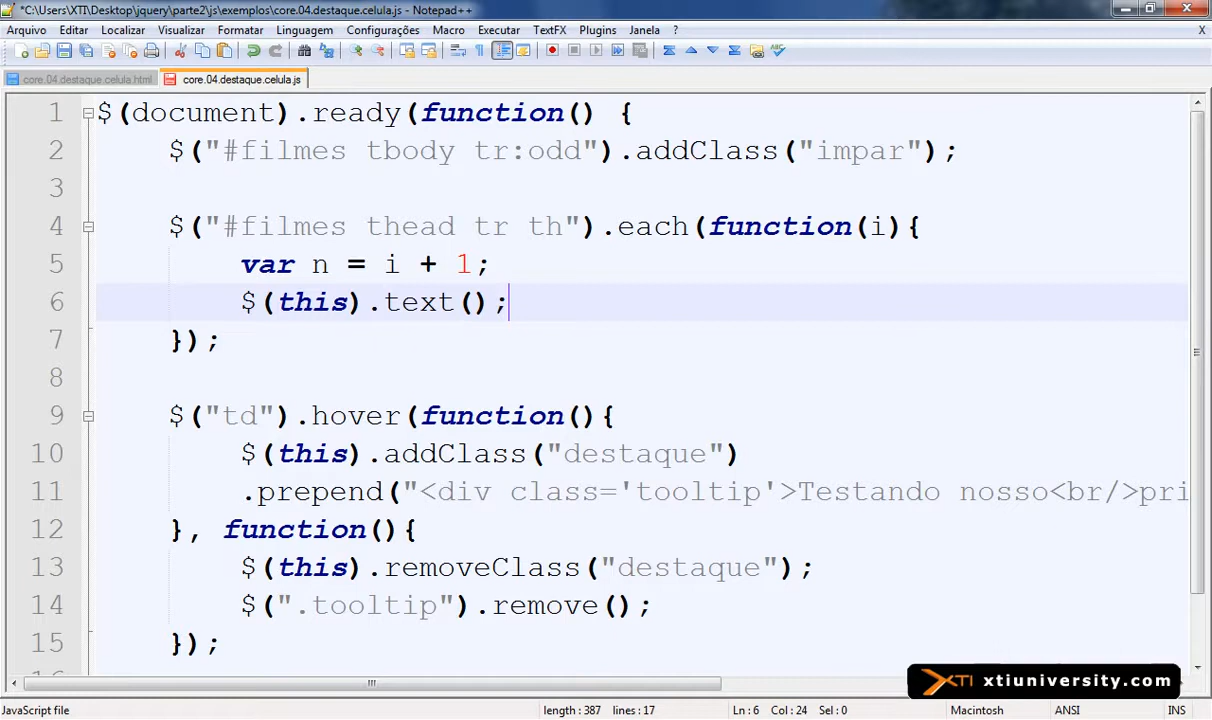 *C:\Users\XTI\Desktop\jquery\parte2\js\exemplos\core.04.destaque.celula.js - Notepad++
Arquivo Editar Localizar Visualizar Formatar Linguagem Configurações Macro Executar TextFX Plugins Janela ? X
core.04.destaque.celula.html core.04.destaque.celula.js
1 $(document).ready(function() {
2 $("#filmes tbody tr:odd").addClass("impar");
3
4 $("#filmes thead tr th").each(function(i){
5 var n = i + 1;
6 $(this).text();
7 });
8
9 $("td").hover(function(){
10 $(this).addClass("destaque")
11 .prepend("<div class='tooltip'>Testando nosso<br/>pri
12 }, function(){
13 $(this).removeClass("destaque");
14 $(".tooltip").remove();
15 });
XTI xtiuniversity.com
JavaScript file length : 387 lines : 17 Ln : 6 Col : 24 Sel : 0 Macintosh ANSI INS